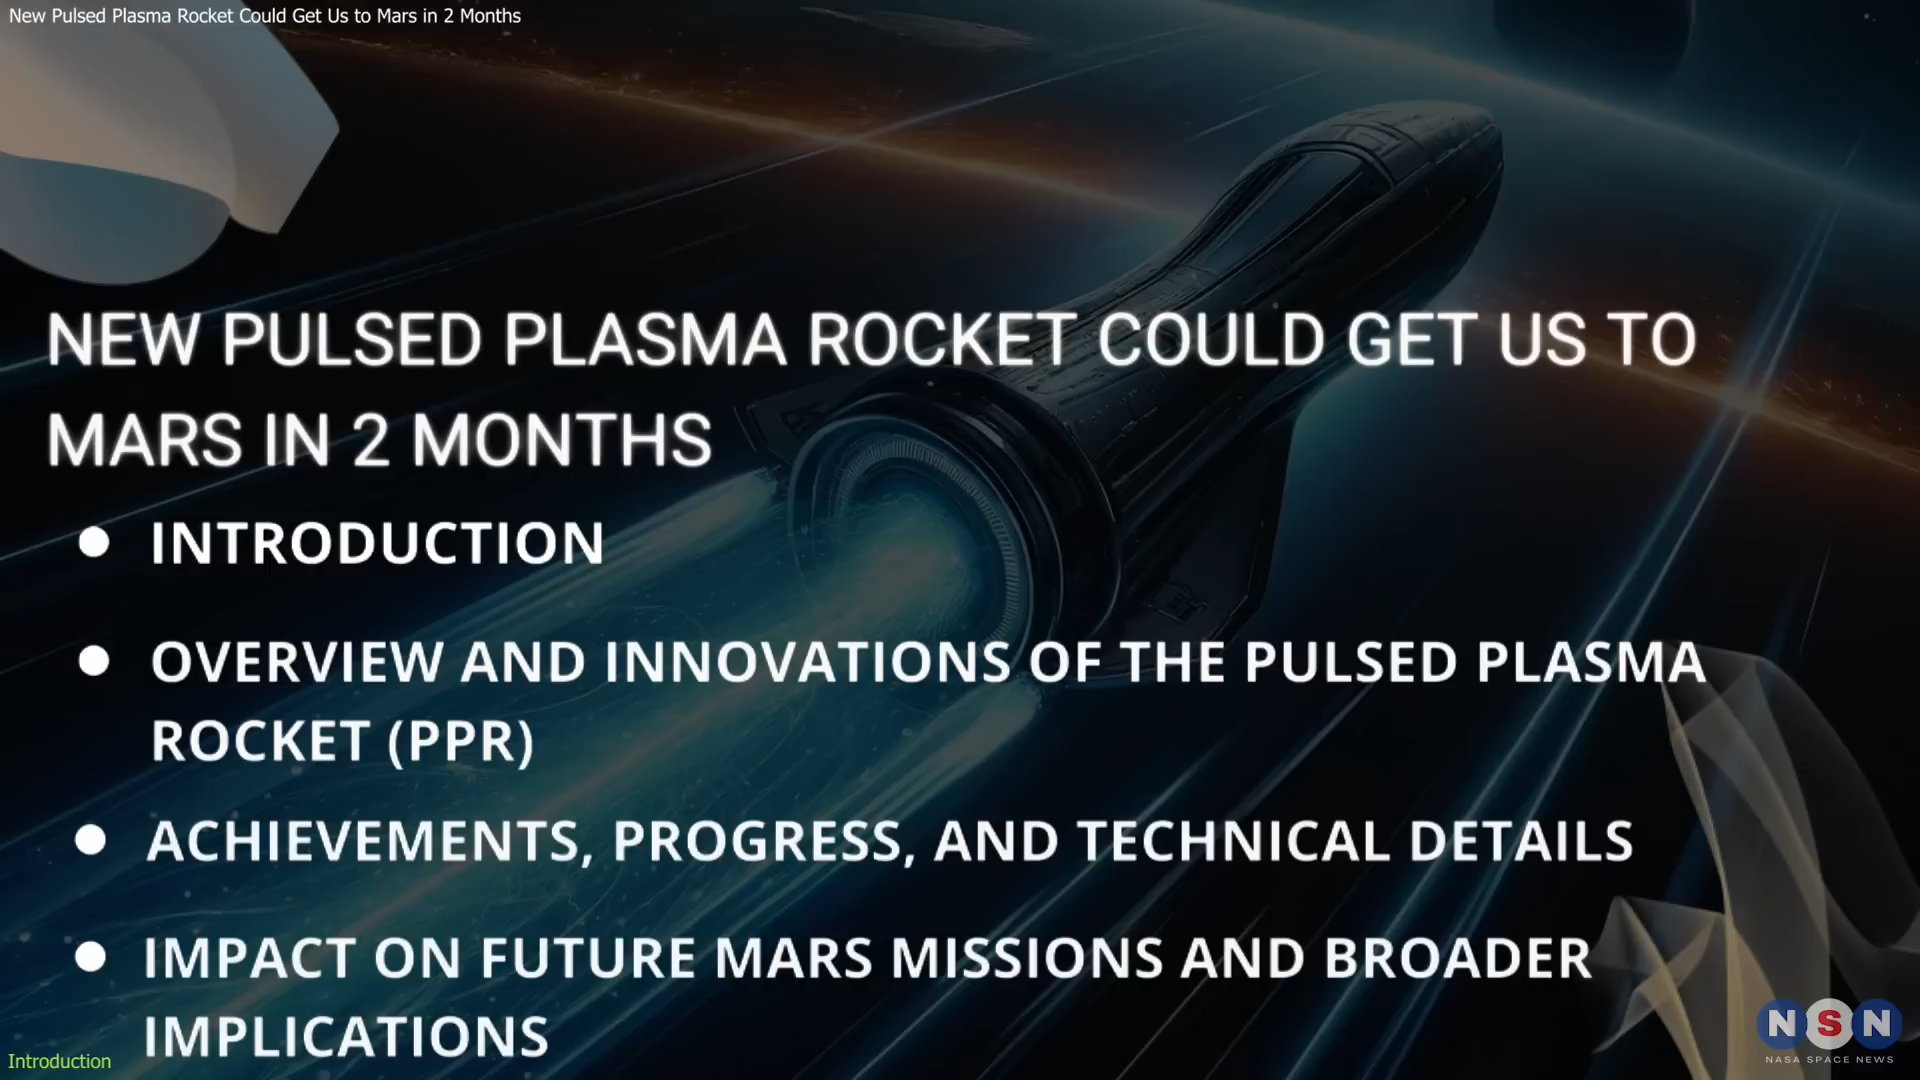 New Pulsed Plasma Rocket Could Get Us to Mars in 2 Months
NEW PULSED PLASMA ROCKET COULD GET US TO
MARS IN 2 MONTHS
● INTRODUCTION
● OVERVIEW AND INNOVATIONS OF THE PULSED PLASMA
ROCKET (PPR)
● ACHIEVEMENTS, PROGRESS, AND TECHNICAL DETAILS
● IMPACT ON FUTURE MARS MISSIONS AND BROADER
IMPLICATIONS
Introduction
NSN
NASA SPACE NEWS